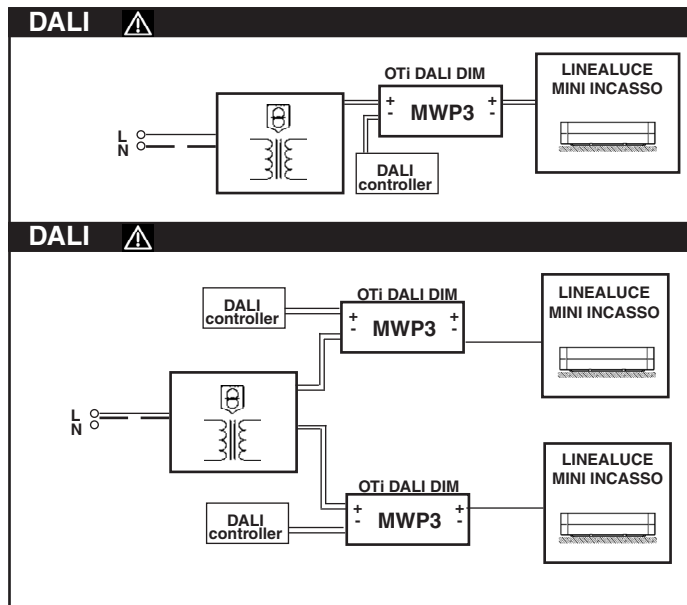 DALI
OTi DALI DIM
LINEALUCE
MINI INCASSO
+ +
MWP3
- -
L
N
DALI
controller
DALI
OTi DALI DIM
LINEALUCE
MINI INCASSO
DALI
controller
+ +
- MWP3 -
L
N
LINEALUCE
MINI INCASSO
OTi DALI DIM
+ +
- MWP3 -
DALI
controller